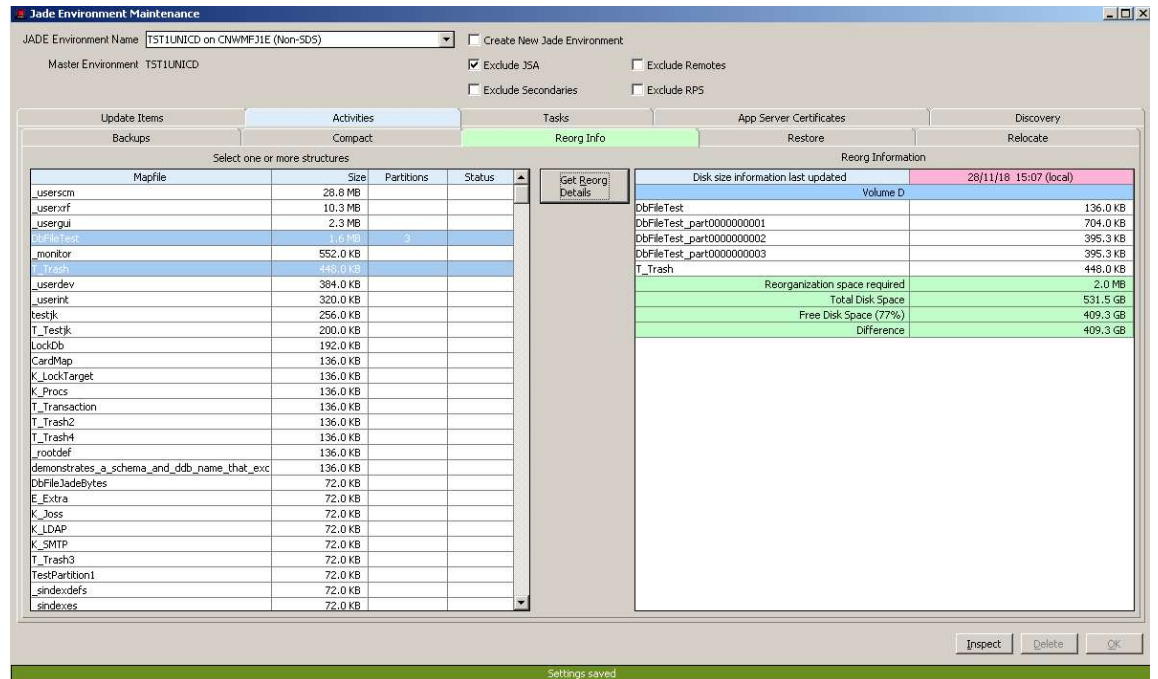 Jade Environment Maintenance
JADE Environment Name TST1UNICD on CNWMFJ1E (Non-SDS) Create New Jade Environment
Master Environment TST1UNICD Exclude JSA Exclude Remotes
Exclude Secondaries Exclude RPS
Update Items Activities Tasks App Server Certificates Discovery
Backups Compact Reorg Info Restore Relocate
Select one or more structures
Mapfile Size Partitions Status
_userscm 28.8 MB
_userxrf 10.3 MB
_usergui 2.3 MB
DbFileTest 1.6 MB 3
_monitor 552.0 KB
T_Trash 448.0 KB
_userdev 384.0 KB
_userint 320.0 KB
testjk 256.0 KB
T_Testjk 200.0 KB
LockDb 192.0 KB
CardMap 136.0 KB
K_LockTarget 136.0 KB
K_Procs 136.0 KB
T_Transaction 136.0 KB
T_Trash2 136.0 KB
T_Trash4 136.0 KB
_rootdef 136.0 KB
demonstrates_a_schema_and_ddb_name_that_exc 136.0 KB
DbFileJadeBytes 72.0 KB
E_Extra 72.0 KB
K_Joss 72.0 KB
K_LDAP 72.0 KB
K_SMTP 72.0 KB
T_Trash3 72.0 KB
TestPartition1 72.0 KB
_sindexdefs 72.0 KB
_sindexes 72.0 KB
Get Reorg
Details
Reorg Information
Disk size information last updated 28/11/18 15:07 (local)
Volume D
DbFileTest 136.0 KB
DbFileTest_part0000000001 704.0 KB
DbFileTest_part0000000002 395.3 KB
DbFileTest_part0000000003 395.3 KB
T_Trash 448.0 KB
Reorganization space required 2.0 MB
Total Disk Space 531.5 GB
Free Disk Space (77%) 409.3 GB
Difference 409.3 GB
Inspect Delete OK
Settings saved